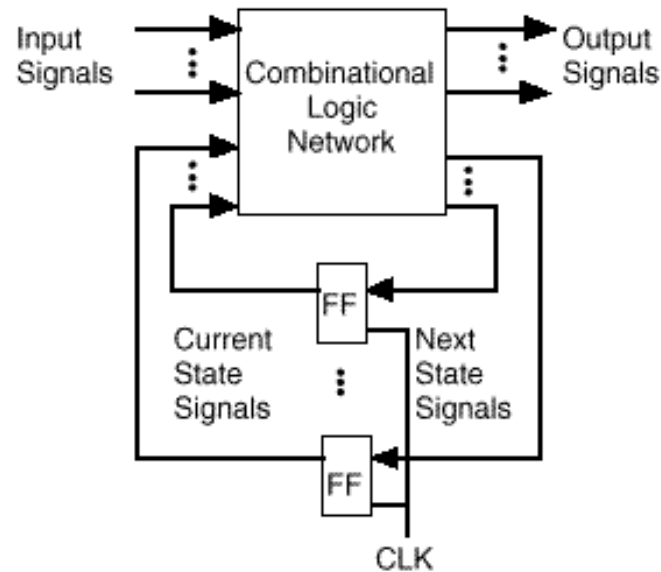 Input
Signals
Combinational
Logic
Network
Output
Signals
FF
Current
State
Signals
Next
State
Signals
FF
CLK